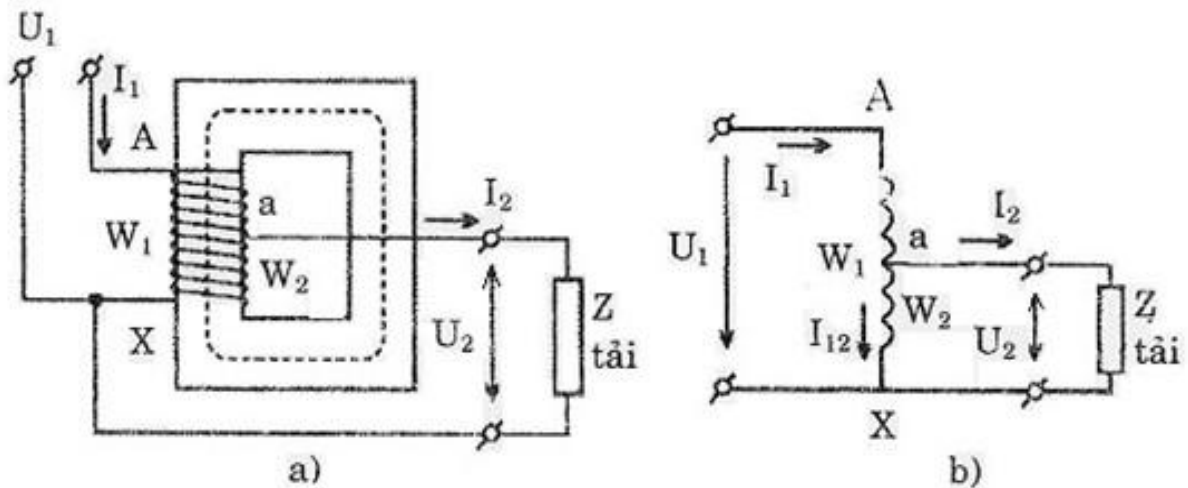 U₁
I₁
A
W₁
a
W₂
I₂
U₂
Z
tải
X
a)
A
I₁
U₁
W₁
a
I₂
W₂
I₁₂
U₂
Z
tải
X
b)